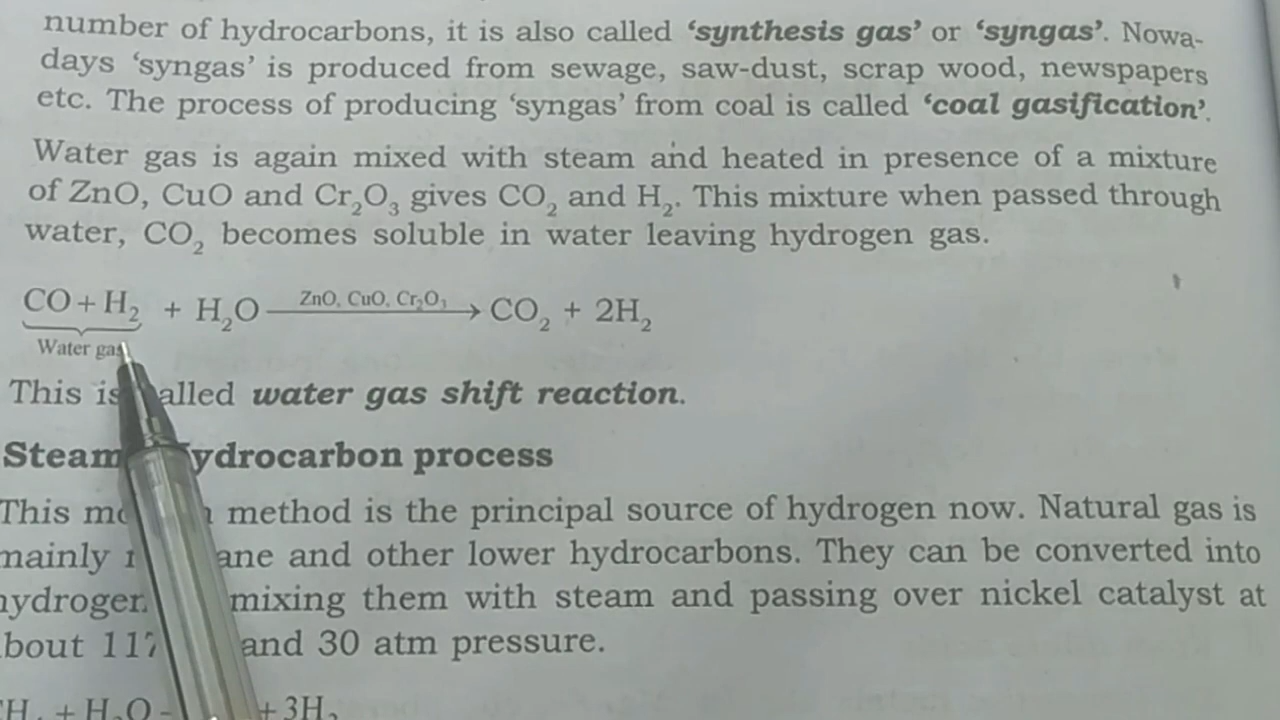 number of hydrocarbons, it is also called ‘synthesis gas’ or ‘syngas’. Nowa-
days ‘syngas’ is produced from sewage, saw-dust, scrap wood, newspapers
etc. The process of producing ‘syngas’ from coal is called ‘coal gasification’.
Water gas is again mixed with steam and heated in presence of a mixture
of ZnO, CuO and Cr₂O₃ gives CO₂ and H₂. This mixture when passed through
water, CO₂ becomes soluble in water leaving hydrogen gas.
ZnO, CuO, Cr₂O₃
CO + H₂ + H₂O ⟶ CO₂ + 2H₂
Water gas
This is called water gas shift reaction.
Steam ydrocarbon process
This method is the principal source of hydrogen now. Natural gas is
mainly ane and other lower hydrocarbons. They can be converted into
hydrogen mixing them with steam and passing over nickel catalyst at
bout 117 and 30 atm pressure.
+ H₂O + 3H₂